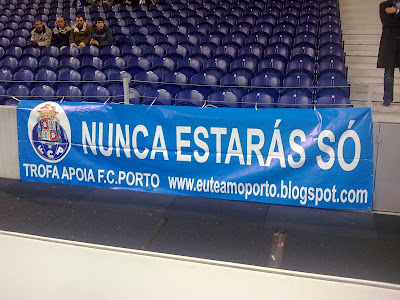 NUNCA ESTARÁS SÓ
TROFA APOIA F.C.PORTO www.euteamoporto.blogspot.com